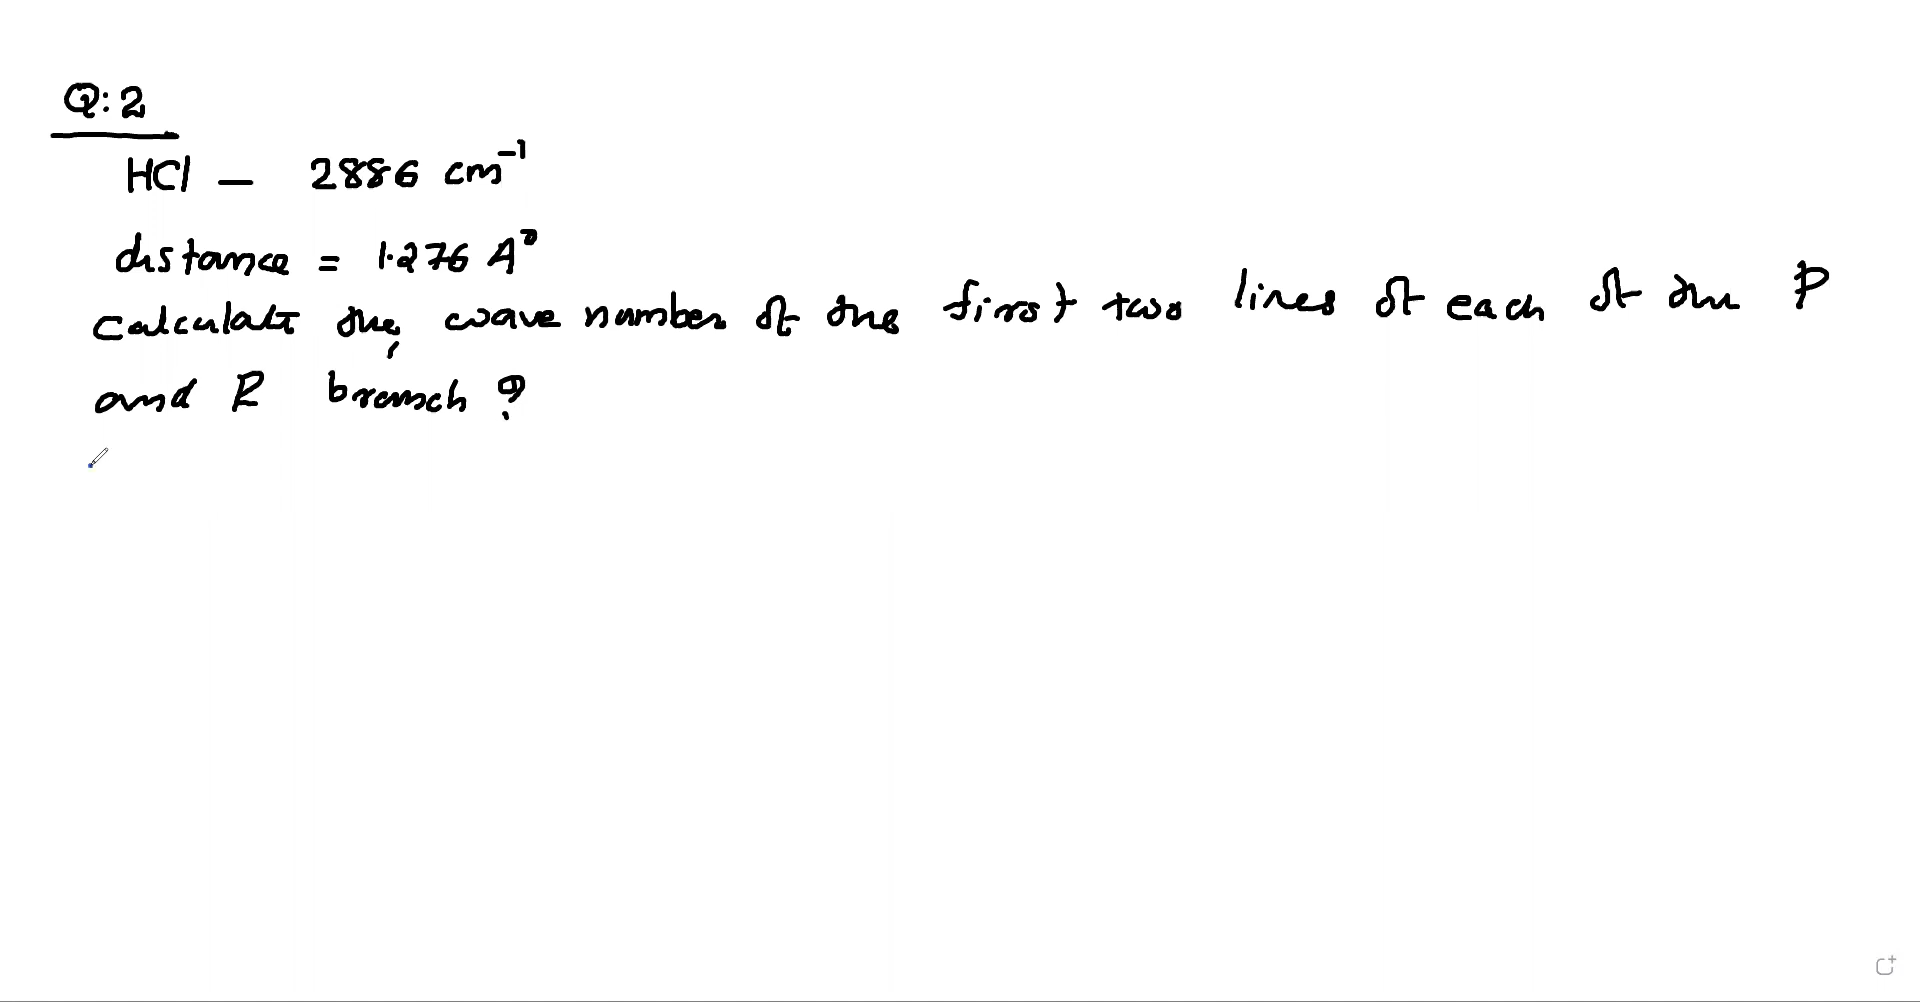 Q: 2
HCl — 2886 cm⁻¹
distance = 1.276 A°
calculate the, wave number of the first two lines of each of the P
and R branch ?